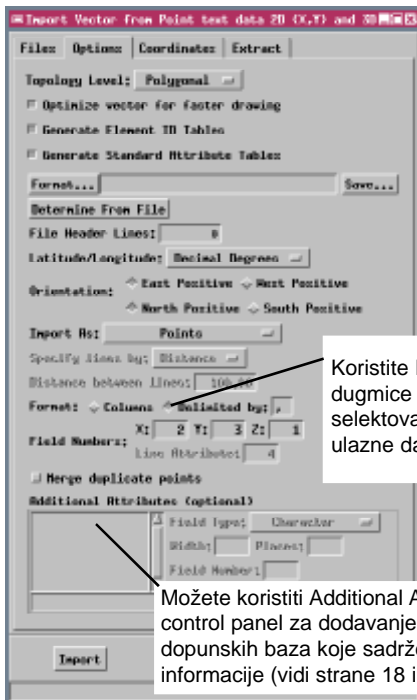 Import Vector from Point text data 2D (X,Y) and 3D
Files Options Coordinates Extract
Topology Level: Polygonal
Optimize vector for faster drawing
Generate Element ID Tables
Generate Standard Attribute Tables
Format... Save...
Determine From File
File Header Lines: 0
Latitude/Longitude: Decimal Degrees
Orientation: East Positive West Positive
North Positive South Positive
Import As: Points
Specify lines by: Distance
Distance between lines: 100.00
Format: Columns Delimited by: ,
Field Numbers: X: 2 Y: 3 Z: 1
Line Attribute: 4
Merge duplicate points
Additional Attributes (optional)
Field Type: Character
Width: Places:
Field Number:
Import
Koristite
dugmice
selektova
ulazne da
Možete koristiti Additional A
control panel za dodavanje
dopunskih baza koje sadrž
informacije (vidi strane 18 i